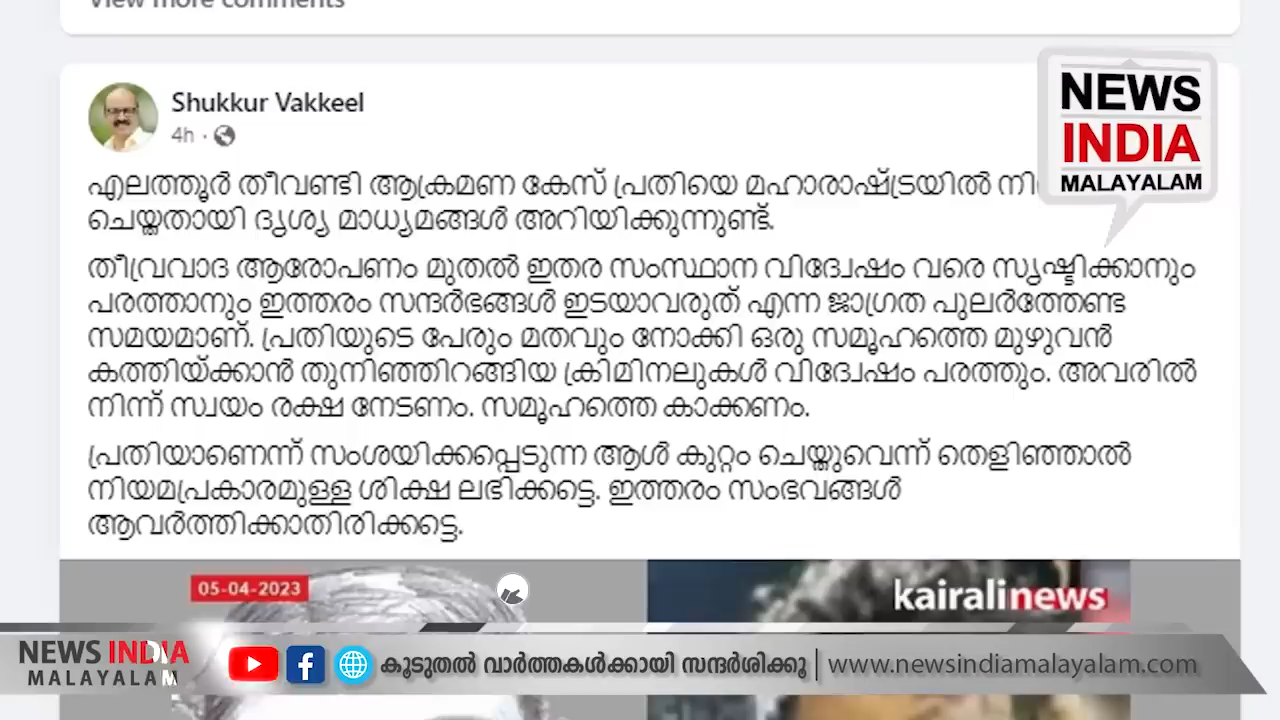 View more comments
Shukkur Vakkeel
4h ·
NEWS
INDIA
MALAYALAM
എലത്തൂർ തീവണ്ടി ആക്രമണ കേസ് പ്രതിയെ മഹാരാഷ്ട്രയിൽ
ചെയ്തതായി ദൃശ്യ മാധ്യമങ്ങൾ അറിയിക്കുന്നുണ്ട്.
തീവ്രവാദ ആരോപണം മുതൽ ഇതര സംസ്ഥാന വിദ്വേഷം വരെ സൃഷ്ടിക്കാനും
പരത്താനും ഇത്തരം സന്ദർഭങ്ങൾ ഇടയാവരുത് എന്ന ജാഗ്രത പുലർത്തേണ്ട
സമയമാണ്. പ്രതിയുടെ പേരും മതവും നോക്കി ഒരു സമൂഹത്തെ മുഴുവൻ
കത്തിയ്ക്കാൻ തുനിഞ്ഞിറങ്ങിയ ക്രിമിനലുകൾ വിദ്വേഷം പരത്തും. അവരിൽ
നിന്ന് സ്വയം രക്ഷ നേടണം. സമൂഹത്തെ കാക്കണം.
പ്രതിയാണെന്ന് സംശയിക്കപ്പെടുന്ന ആൾ കുറ്റം ചെയ്തുവെന്ന് തെളിഞ്ഞാൽ
നിയമപ്രകാരമുള്ള ശിക്ഷ ലഭിക്കട്ടെ. ഇത്തരം സംഭവങ്ങൾ
ആവർത്തിക്കാതിരിക്കട്ടെ.
05-04-2023
kairalinews
NEWS INDIA
MALAYALAM
കൂടുതൽ വാർത്തകൾക്കായി സന്ദർശിക്കൂ | www.newsindiamalayalam.com